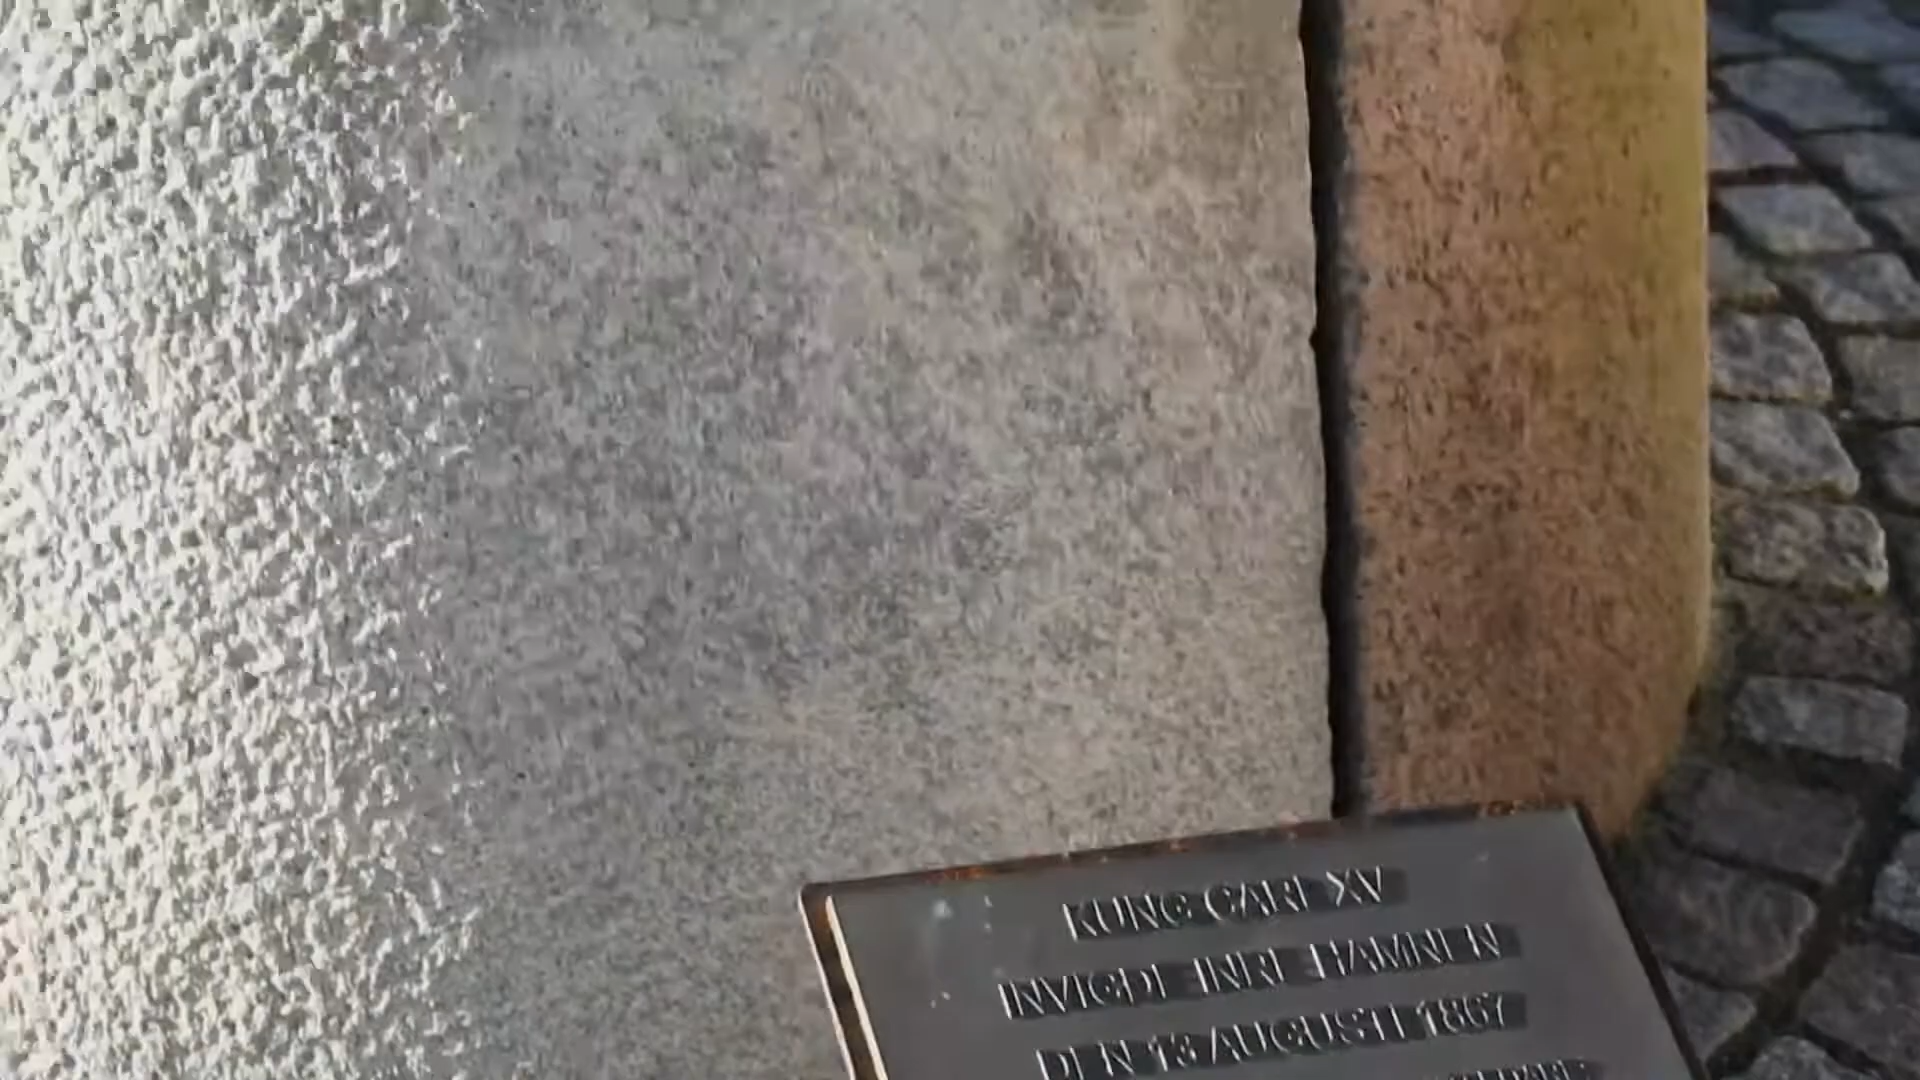 KUNG CARL XV
INVIGDE INRE HAMNEN
DEN 13 AUGUSTI 1867